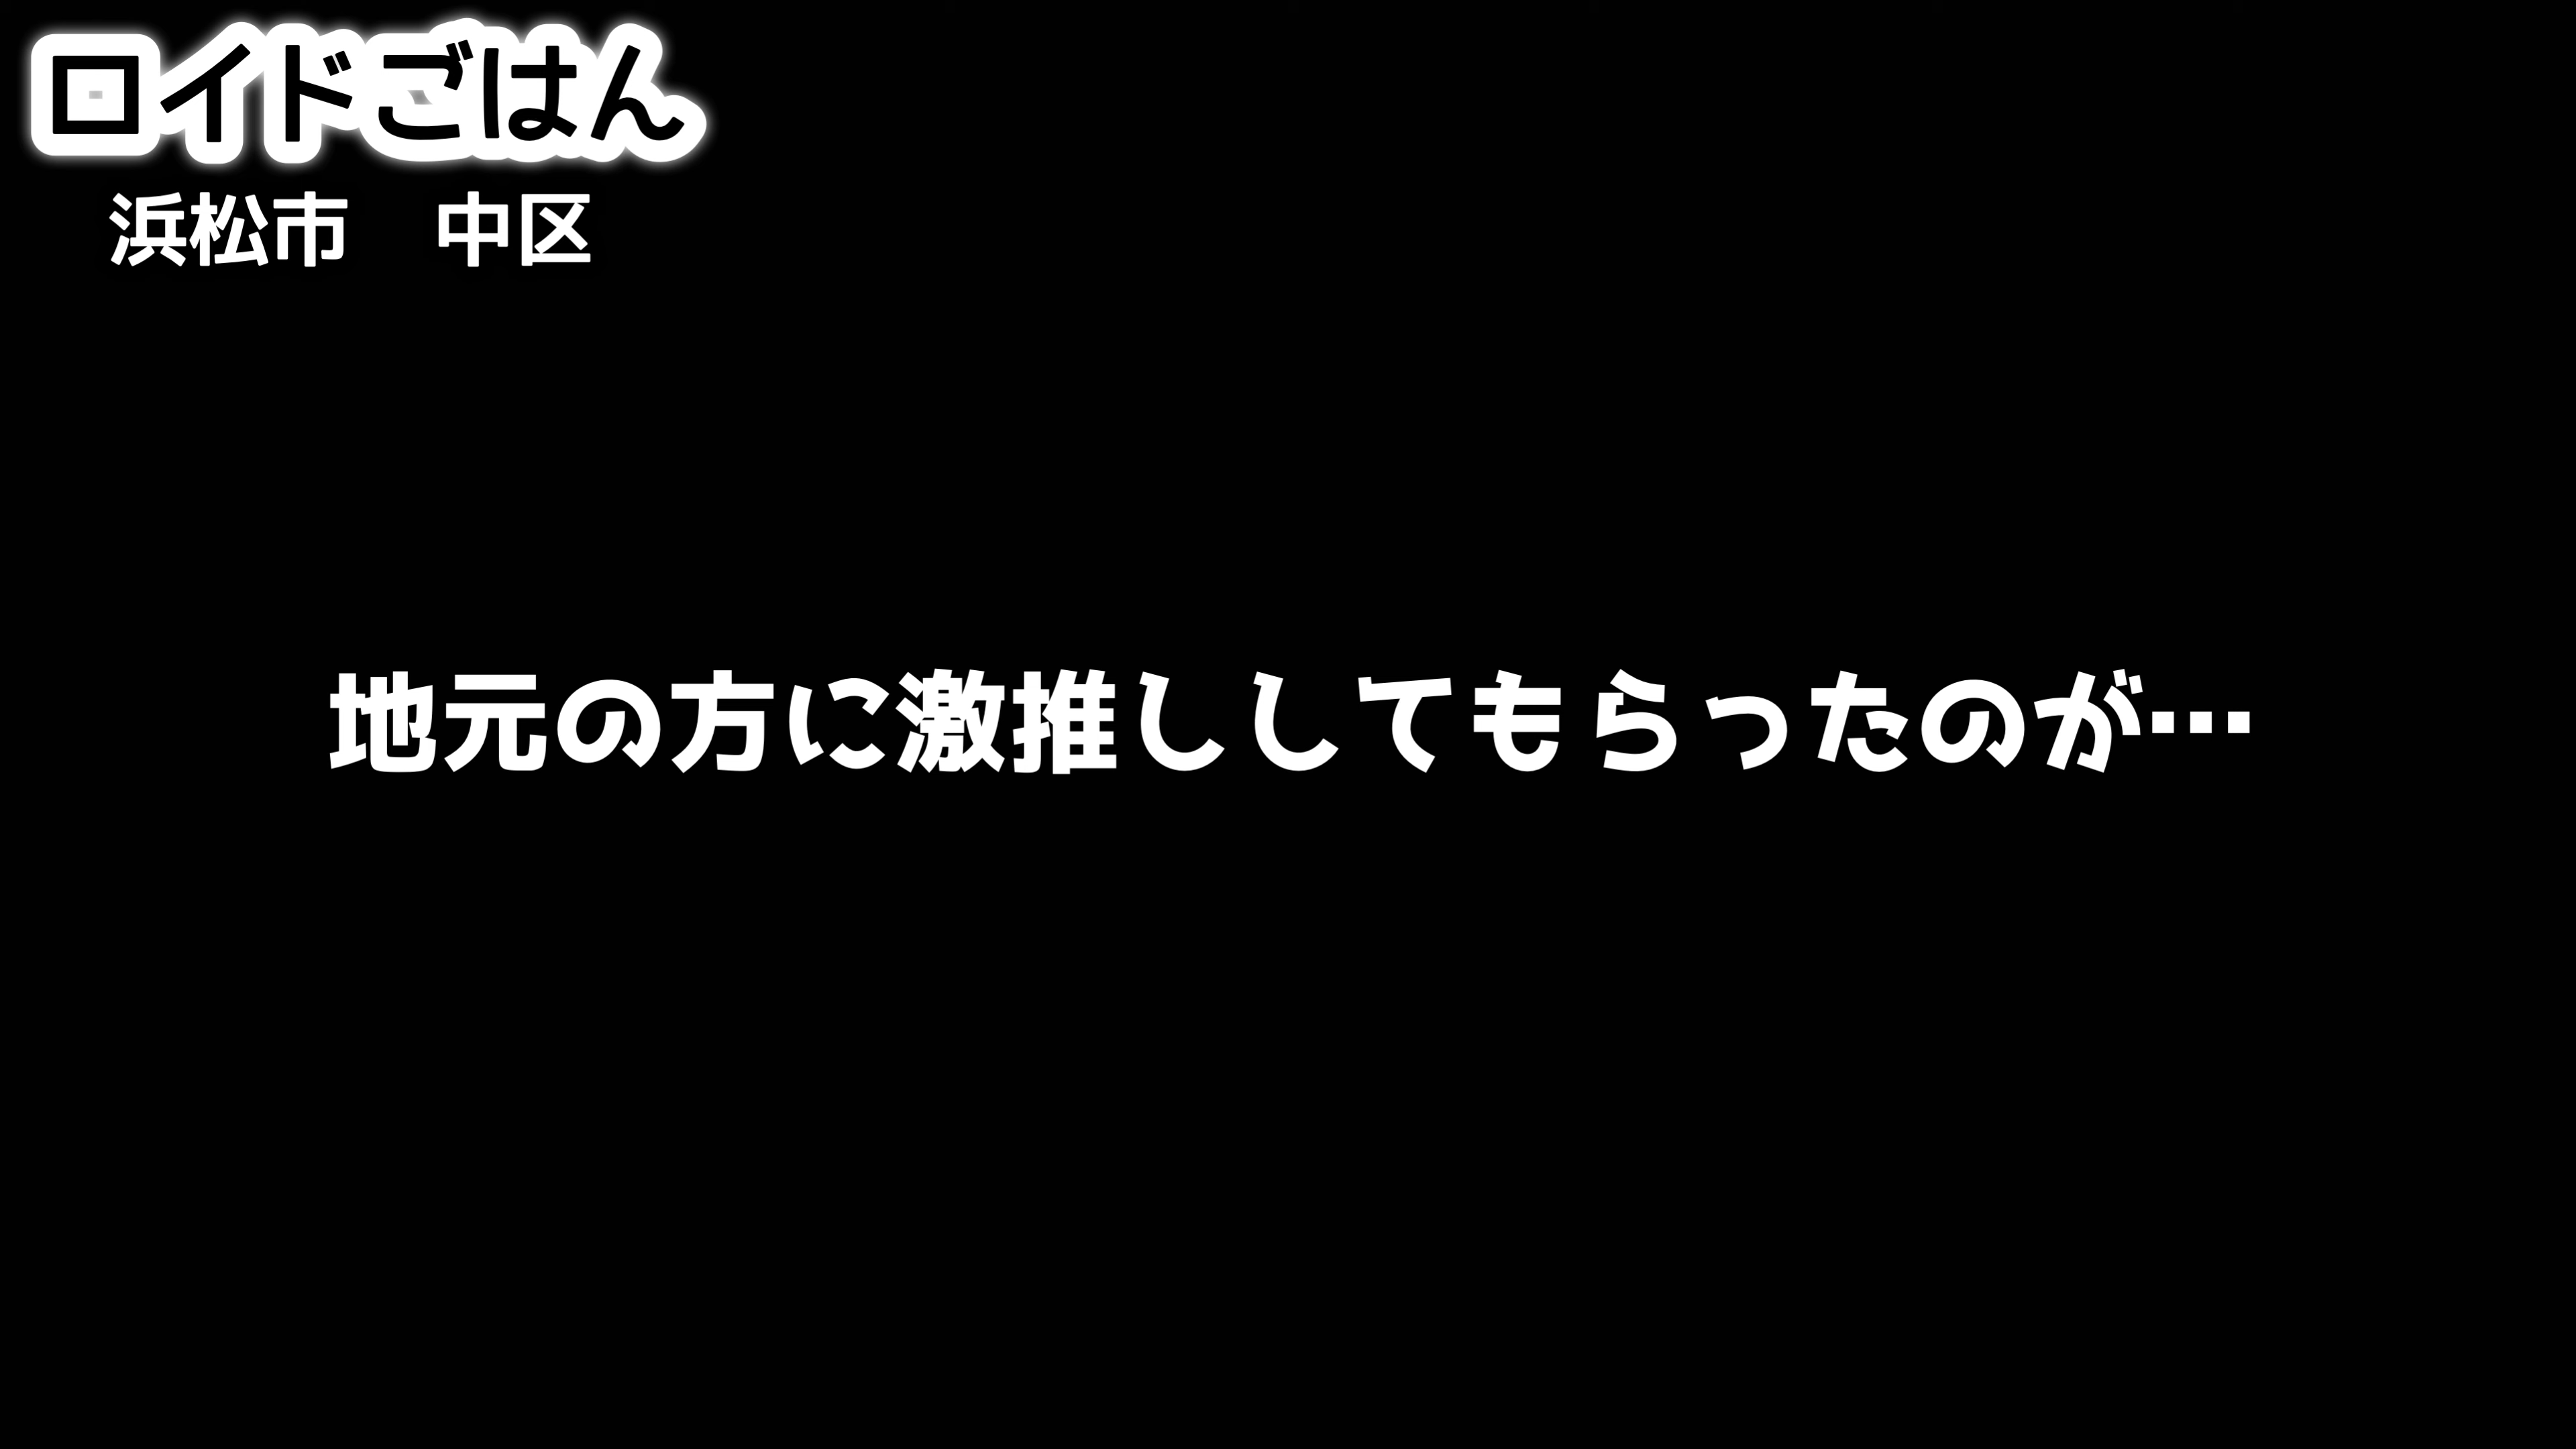 ロイドごはん
浜松市　中区
地元の方に激推ししてもらったのが…